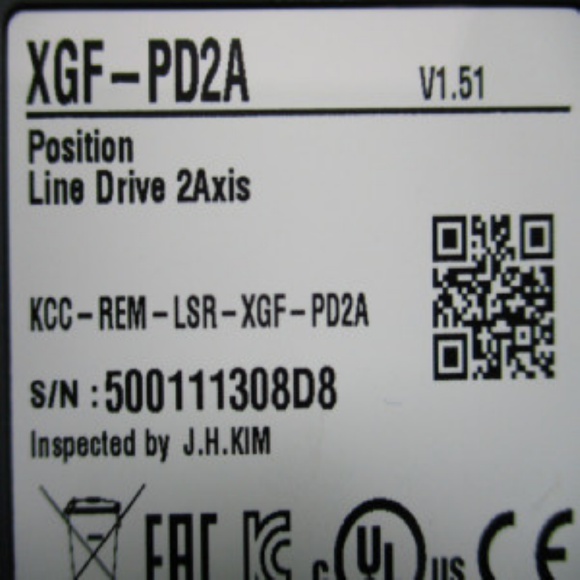 XGF-PD2A V1.51
Position
Line Drive 2Axis
KCC-REM-LSR-XGF-PD2A
S/N : 500111308D8
Inspected by J.H.KIM
EAC KC c UL us CE